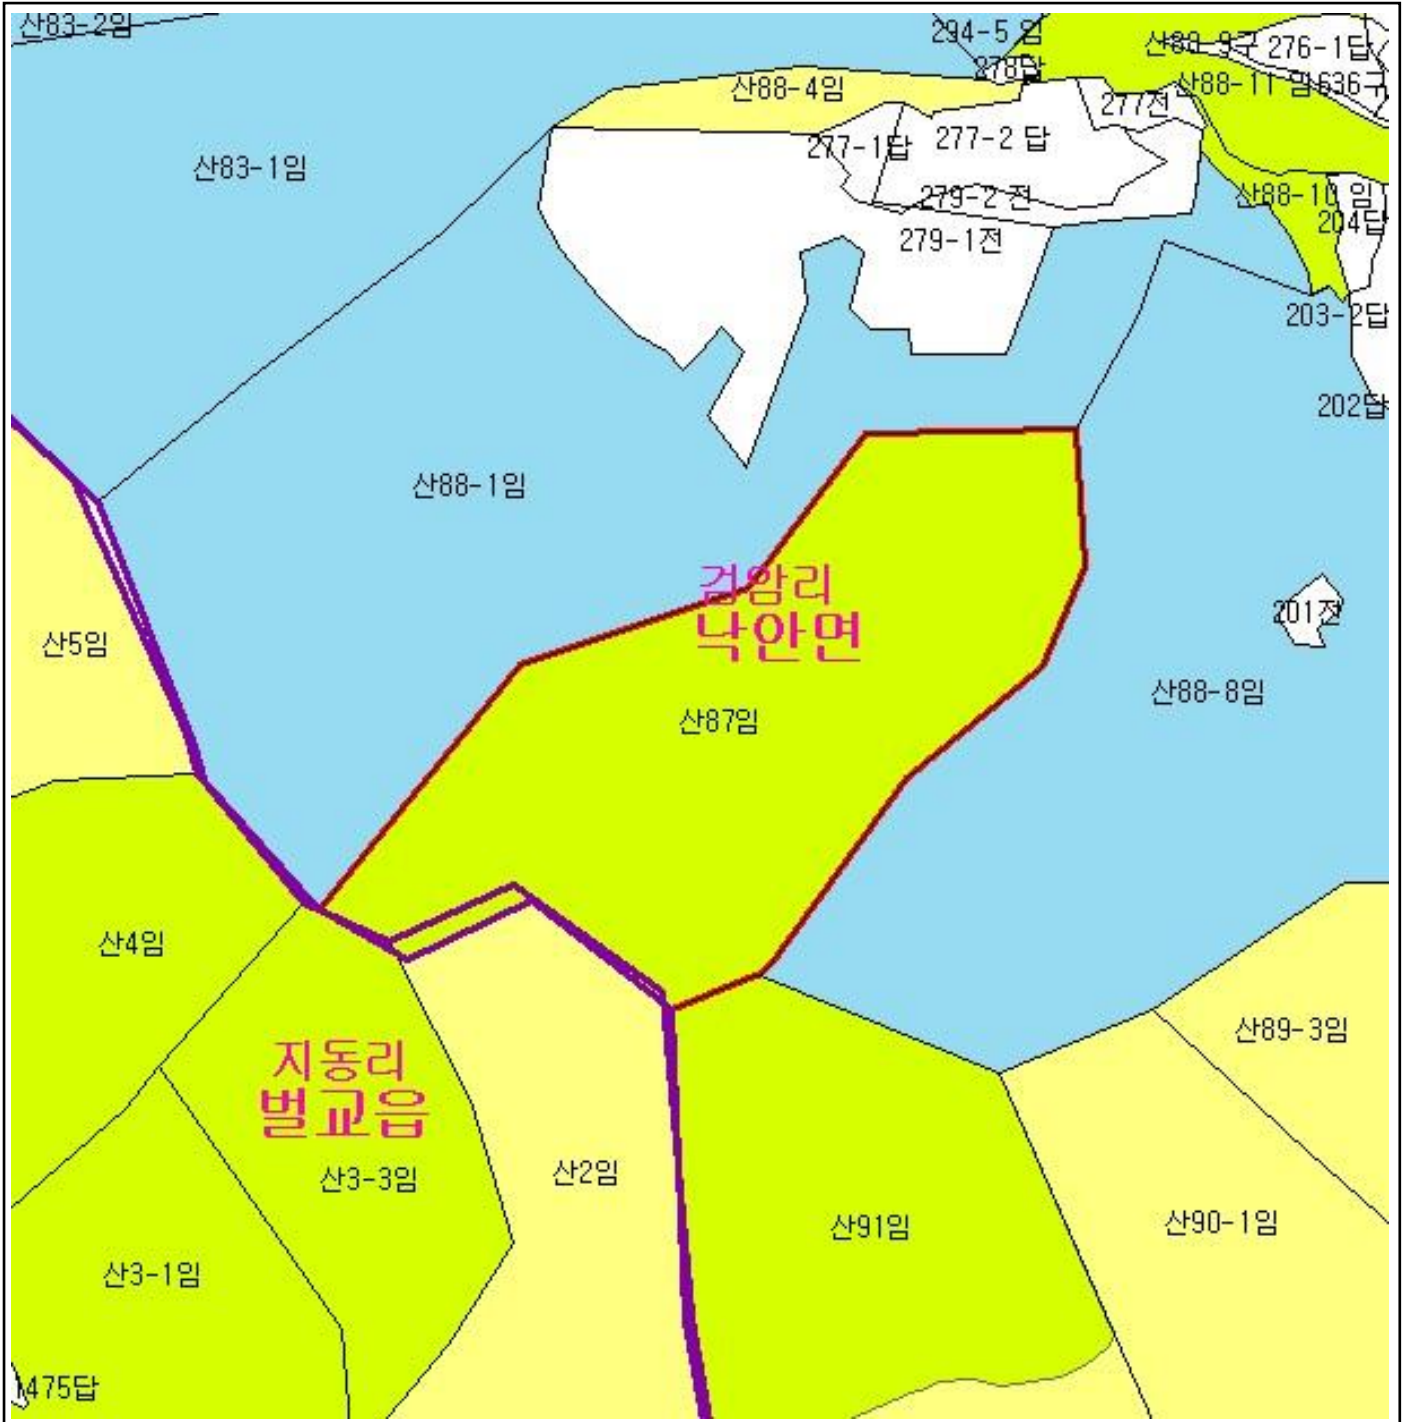 산83-2임
294-5 임
산88-9구
276-1답
278답
산88-4임
산88-11 임
636구
277전
산83-1임
277-1답
277-2 답
279-2 전
산88-10 임
204답
279-1전
203-2답
202답
산88-1임
검암리
낙안면
201전
산5임
산88-8임
산87임
산4임
산89-3임
지동리
벌교읍
산3-3임
산2임
산91임
산90-1임
산3-1임
475답